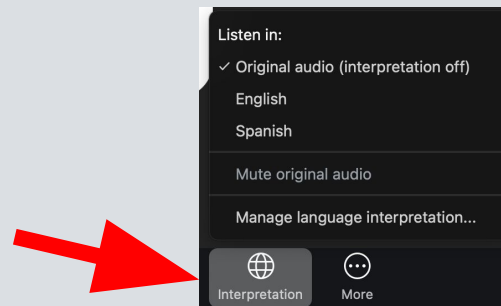 Listen in:
✓ Original audio (interpretation off)
English
Spanish
Mute original audio
Manage language interpretation...
Interpretation
More